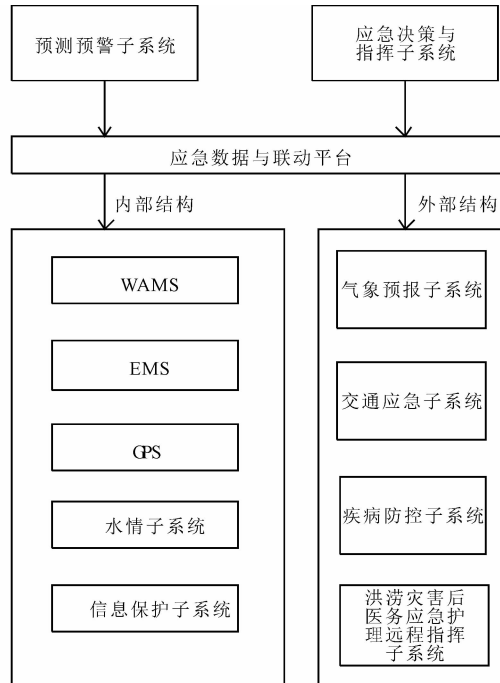 预测预警子系统
应急决策与
指挥子系统
应急数据与联动平台
内部结构
外部结构
WAMS
EMS
GPS
水情子系统
信息保护子系统
气象预报子系统
交通应急子系统
疾病防控子系统
洪涝灾害后
医务应急护
理远程指挥
子系统